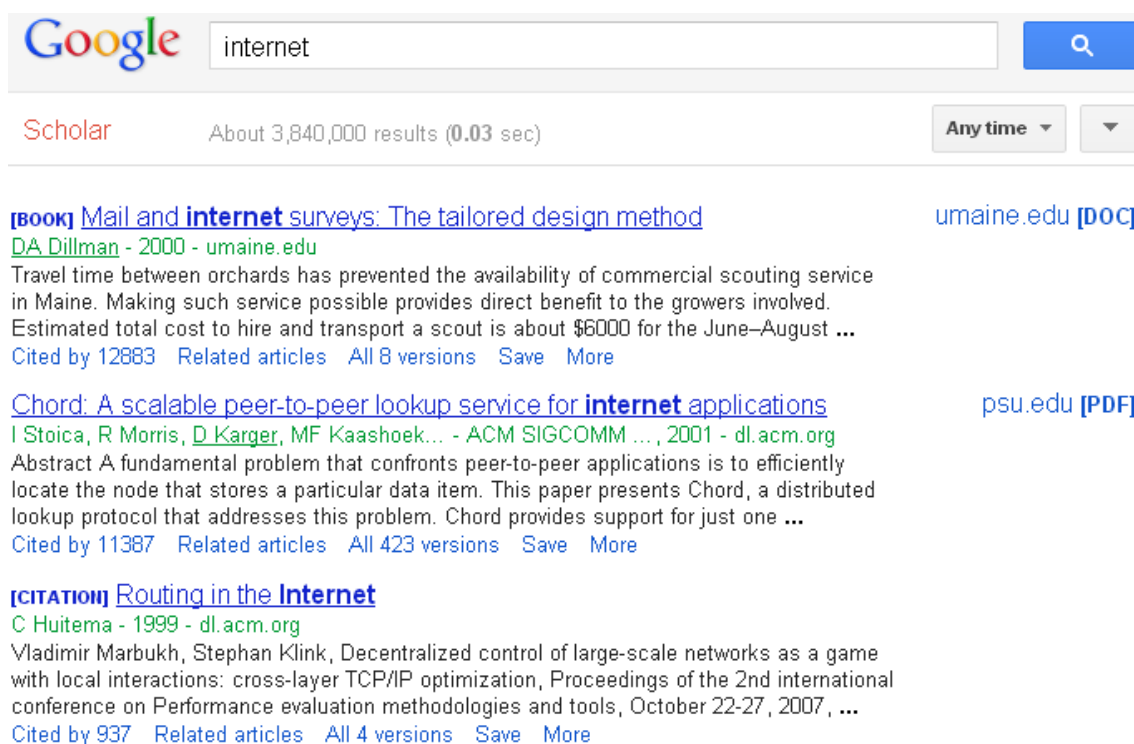 Google internet
Scholar About 3,840,000 results (0.03 sec) Any time
[BOOK] Mail and internet surveys: The tailored design method umaine.edu [DOC]
DA Dillman - 2000 - umaine.edu
Travel time between orchards has prevented the availability of commercial scouting service
in Maine. Making such service possible provides direct benefit to the growers involved.
Estimated total cost to hire and transport a scout is about $6000 for the June–August ...
Cited by 12883 Related articles All 8 versions Save More
Chord: A scalable peer-to-peer lookup service for internet applications psu.edu [PDF]
I Stoica, R Morris, D Karger, MF Kaashoek... - ACM SIGCOMM ..., 2001 - dl.acm.org
Abstract A fundamental problem that confronts peer-to-peer applications is to efficiently
locate the node that stores a particular data item. This paper presents Chord, a distributed
lookup protocol that addresses this problem. Chord provides support for just one ...
Cited by 11387 Related articles All 423 versions Save More
[CITATION] Routing in the Internet
C Huitema - 1999 - dl.acm.org
Vladimir Marbukh, Stephan Klink, Decentralized control of large-scale networks as a game
with local interactions: cross-layer TCP/IP optimization, Proceedings of the 2nd international
conference on Performance evaluation methodologies and tools, October 22-27, 2007, ...
Cited by 937 Related articles All 4 versions Save More